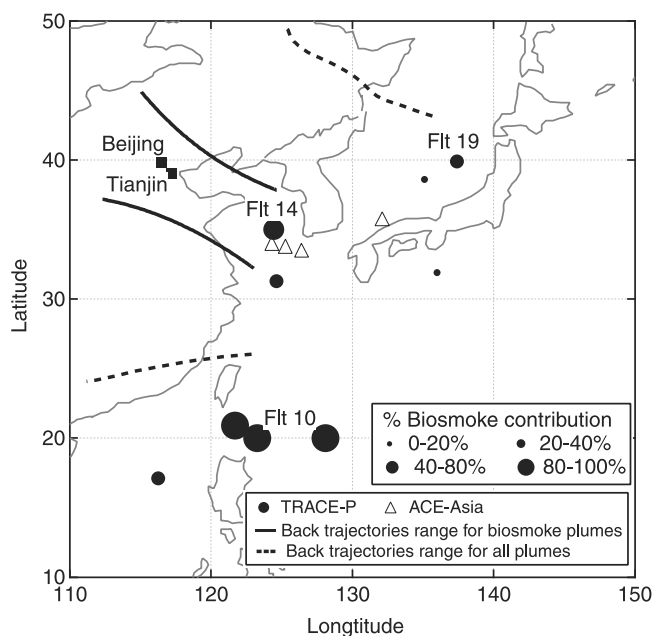 50
40
30
20
10
Latitude
Beijing
Tianjin
Flt 19
Flt 14
Flt 10
% Biosmoke contribution
0-20% 20-40%
40-80% 80-100%
TRACE-P ACE-Asia
Back trajectories range for biosmoke plumes
Back trajectories range for all plumes
110 120 130 140 150
Longtitude